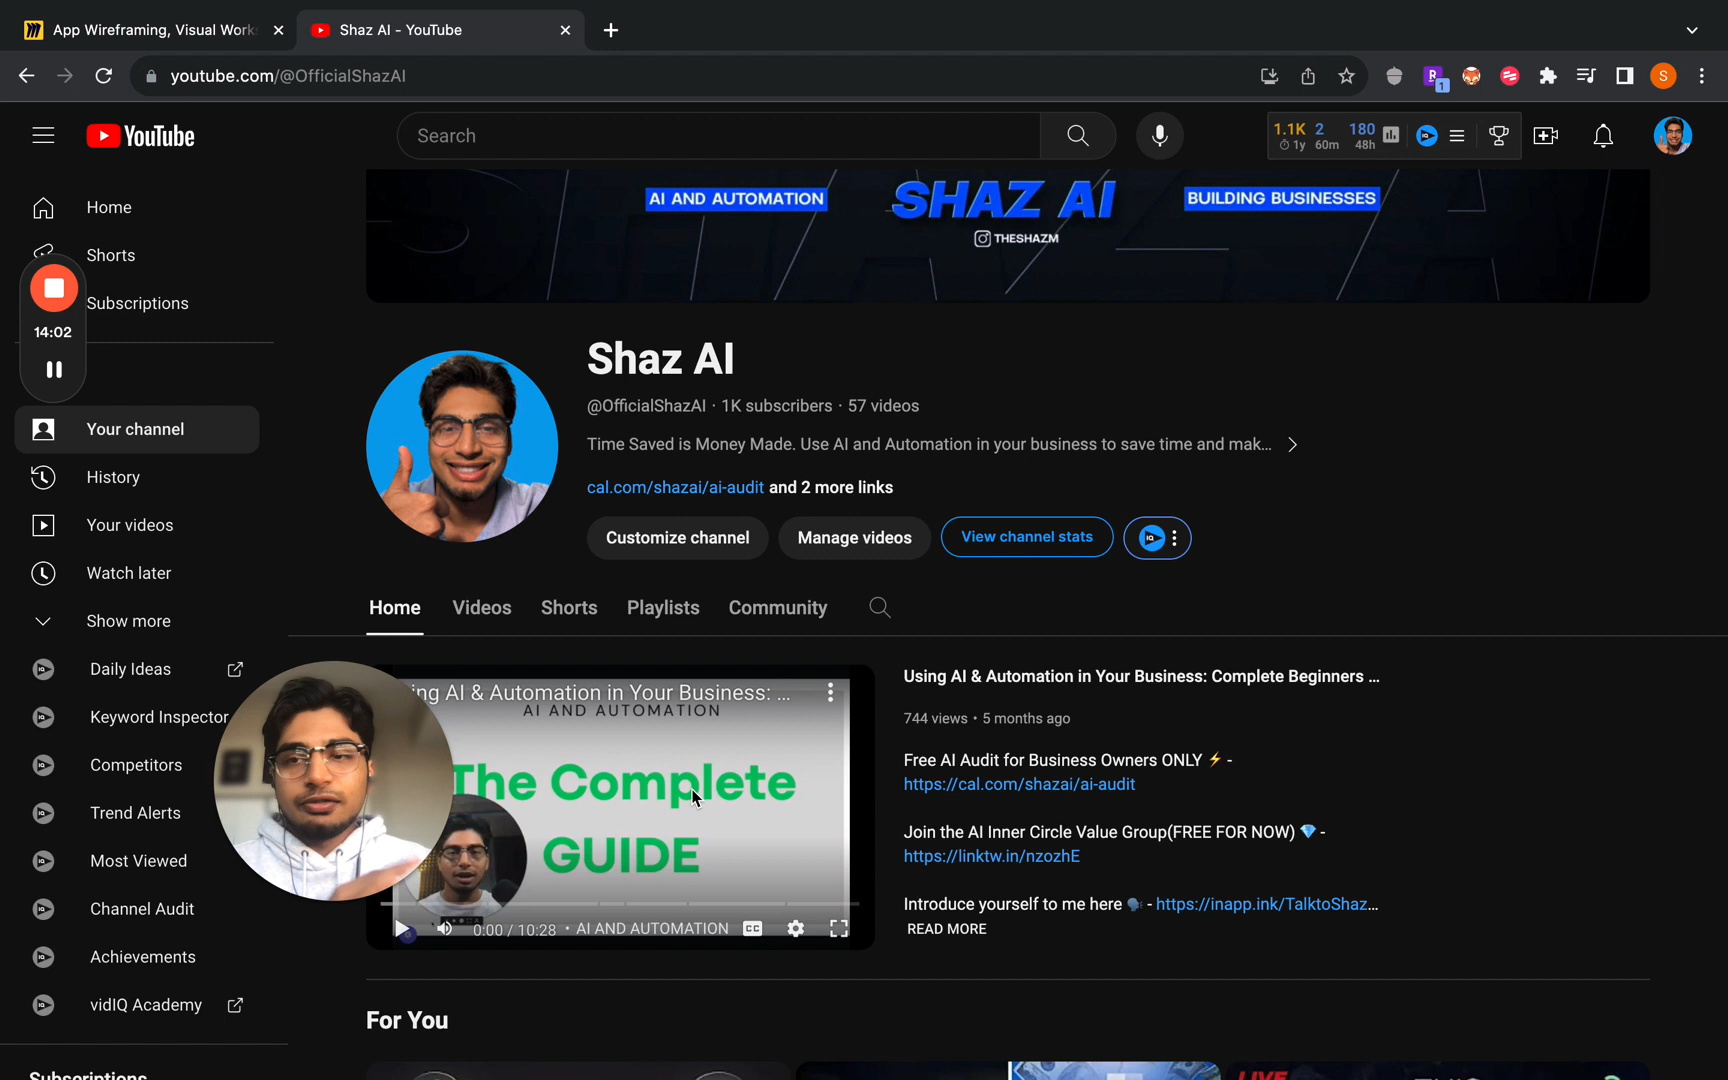 App Wireframing, Visual Works
Shaz AI - YouTube
youtube.com/@OfficialShazAI
R
1
S
YouTube
Search
1.1K 2 180
1y 60m 48h
IQ
Home
Shorts
Subscriptions
14:02
Your channel
History
Your videos
Watch later
Show more
Daily Ideas
Keyword Inspector
Competitors
Trend Alerts
Most Viewed
Channel Audit
Achievements
vidIQ Academy
Subscriptions
AI AND AUTOMATION
SHAZ AI
BUILDING BUSINESSES
THESHAZM
Shaz AI
@OfficialShazAI · 1K subscribers · 57 videos
Time Saved is Money Made. Use AI and Automation in your business to save time and mak...
cal.com/shazai/ai-audit and 2 more links
Customize channel
Manage videos
View channel stats
IQ
Home
Videos
Shorts
Playlists
Community
ing AI & Automation in Your Business: ...
AI AND AUTOMATION
The Complete
GUIDE
0:00 / 10:28 • AI AND AUTOMATION
CC
Using AI & Automation in Your Business: Complete Beginners ...
744 views • 5 months ago
Free AI Audit for Business Owners ONLY ⚡ -
https://cal.com/shazai/ai-audit
Join the AI Inner Circle Value Group(FREE FOR NOW) 💎 -
https://linktw.in/nzozhE
Introduce yourself to me here 🗣️ - https://inapp.ink/TalktoShaz...
READ MORE
For You
LIVE